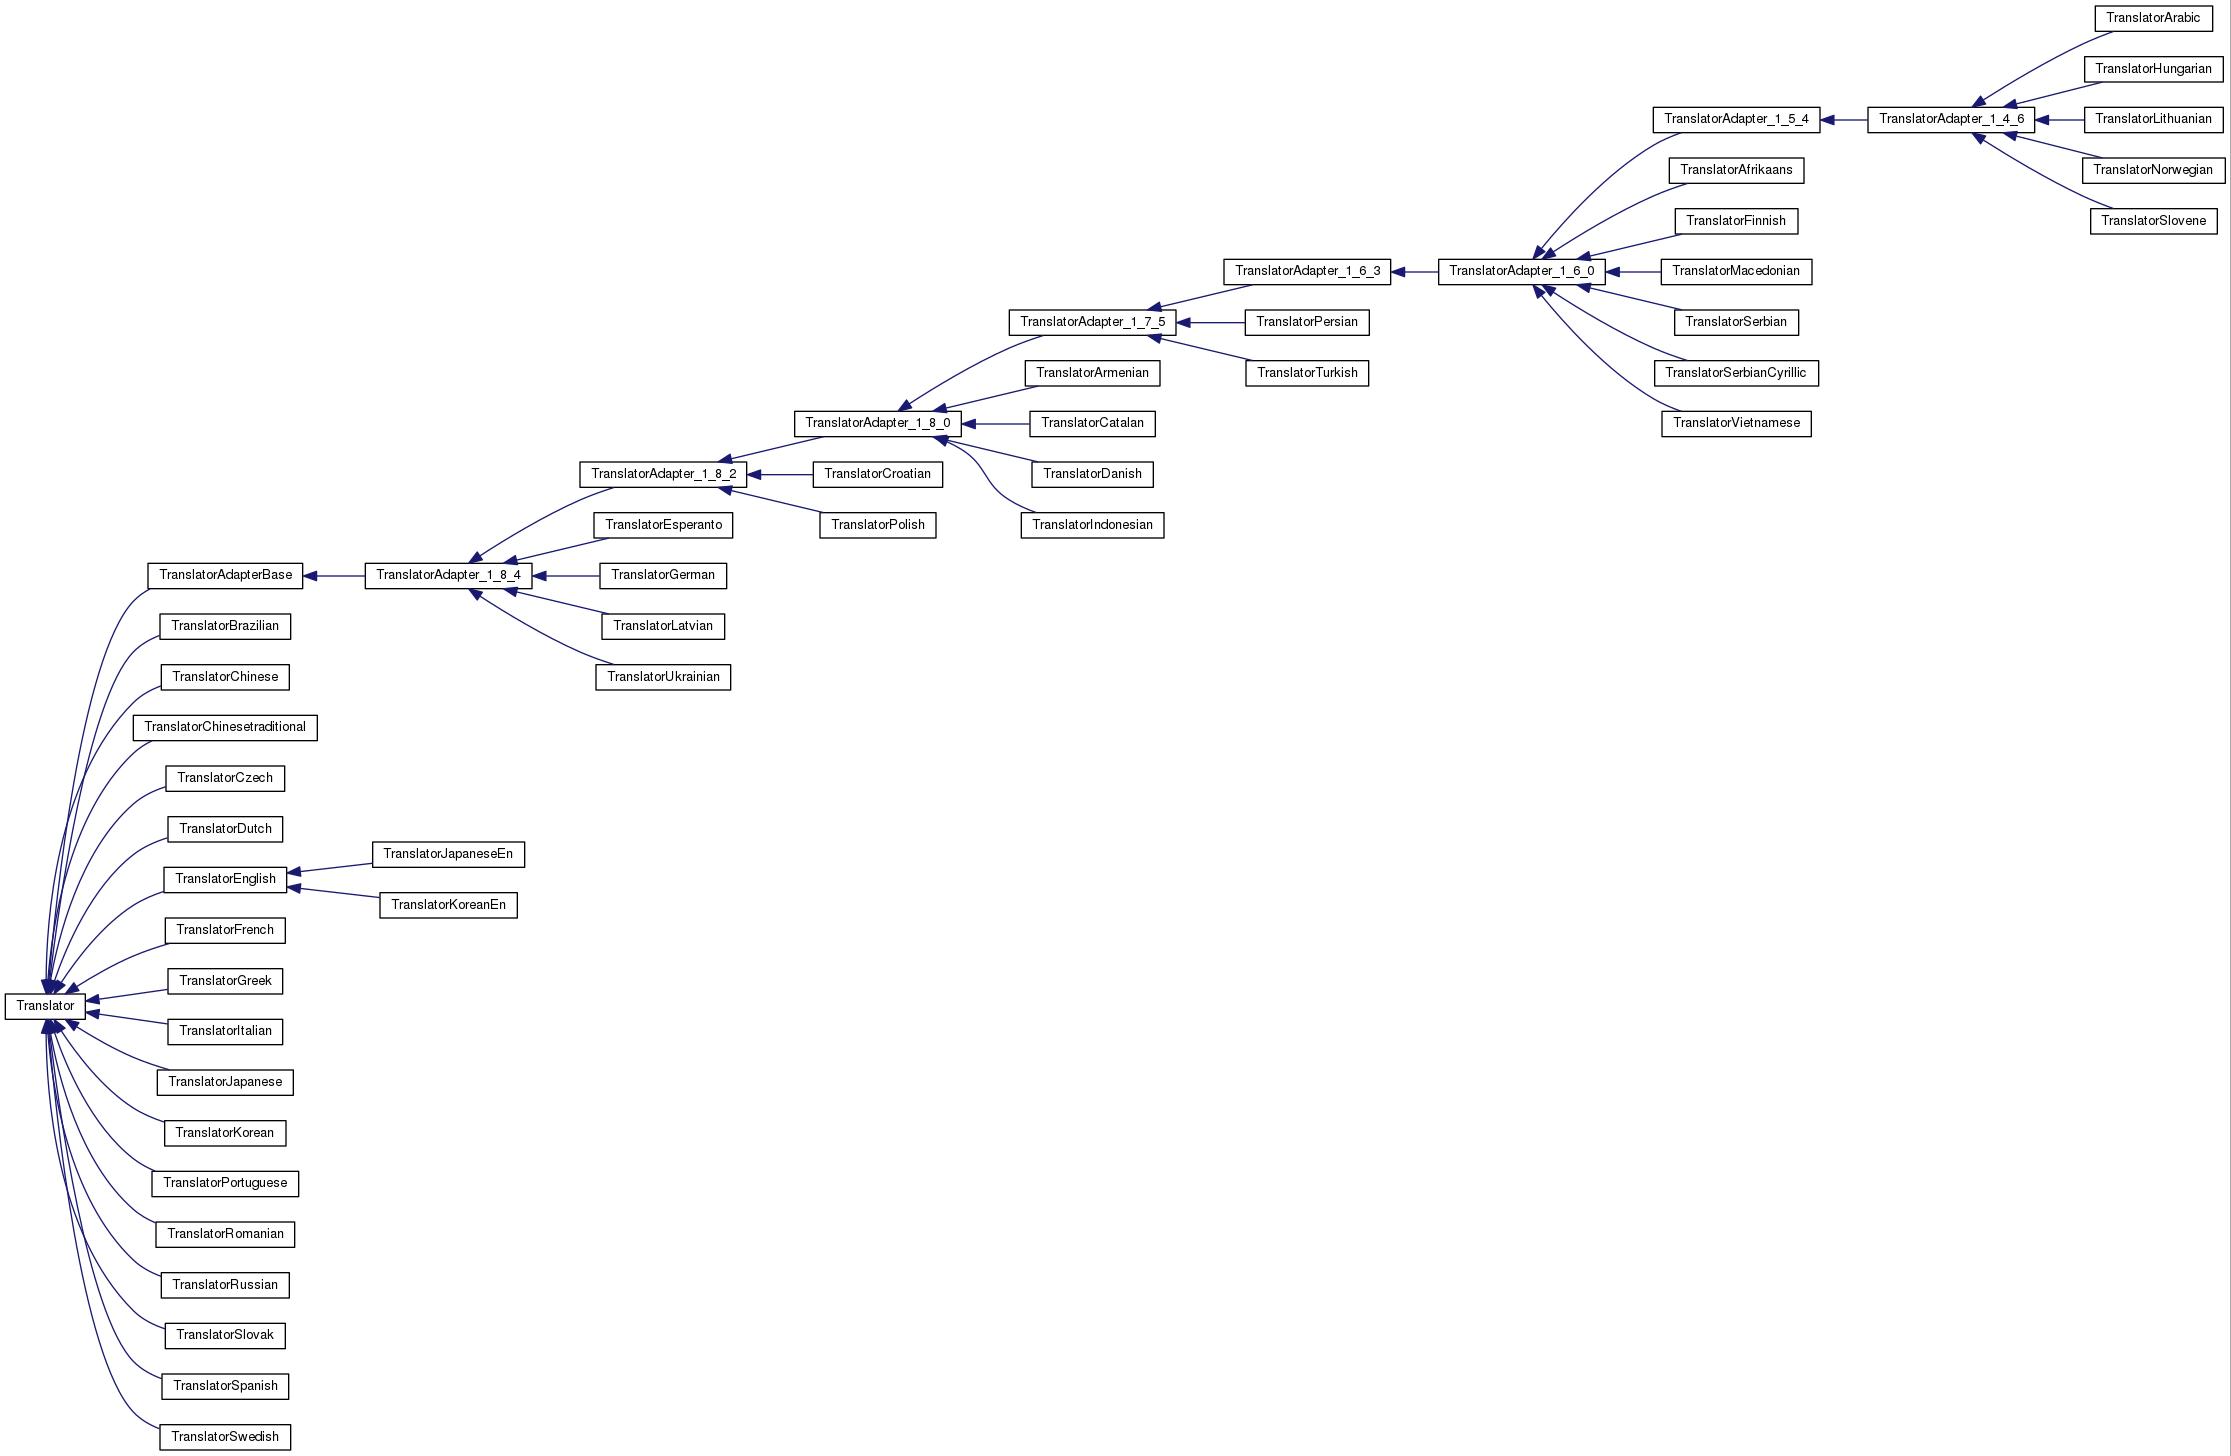 TranslatorArabic
TranslatorHungarian
TranslatorAdapter_1_5_4
TranslatorAdapter_1_4_6
TranslatorLithuanian
TranslatorAfrikaans
TranslatorNorwegian
TranslatorFinnish
TranslatorSlovene
TranslatorAdapter_1_6_3
TranslatorAdapter_1_6_0
TranslatorMacedonian
TranslatorAdapter_1_7_5
TranslatorPersian
TranslatorSerbian
TranslatorArmenian
TranslatorTurkish
TranslatorSerbianCyrillic
TranslatorAdapter_1_8_0
TranslatorCatalan
TranslatorVietnamese
TranslatorAdapter_1_8_2
TranslatorCroatian
TranslatorDanish
TranslatorEsperanto
TranslatorPolish
TranslatorIndonesian
TranslatorAdapterBase
TranslatorAdapter_1_8_4
TranslatorGerman
TranslatorBrazilian
TranslatorLatvian
TranslatorChinese
TranslatorUkrainian
TranslatorChinesetraditional
TranslatorCzech
TranslatorDutch
TranslatorJapaneseEn
TranslatorEnglish
TranslatorKoreanEn
TranslatorFrench
TranslatorGreek
Translator
TranslatorItalian
TranslatorJapanese
TranslatorKorean
TranslatorPortuguese
TranslatorRomanian
TranslatorRussian
TranslatorSlovak
TranslatorSpanish
TranslatorSwedish